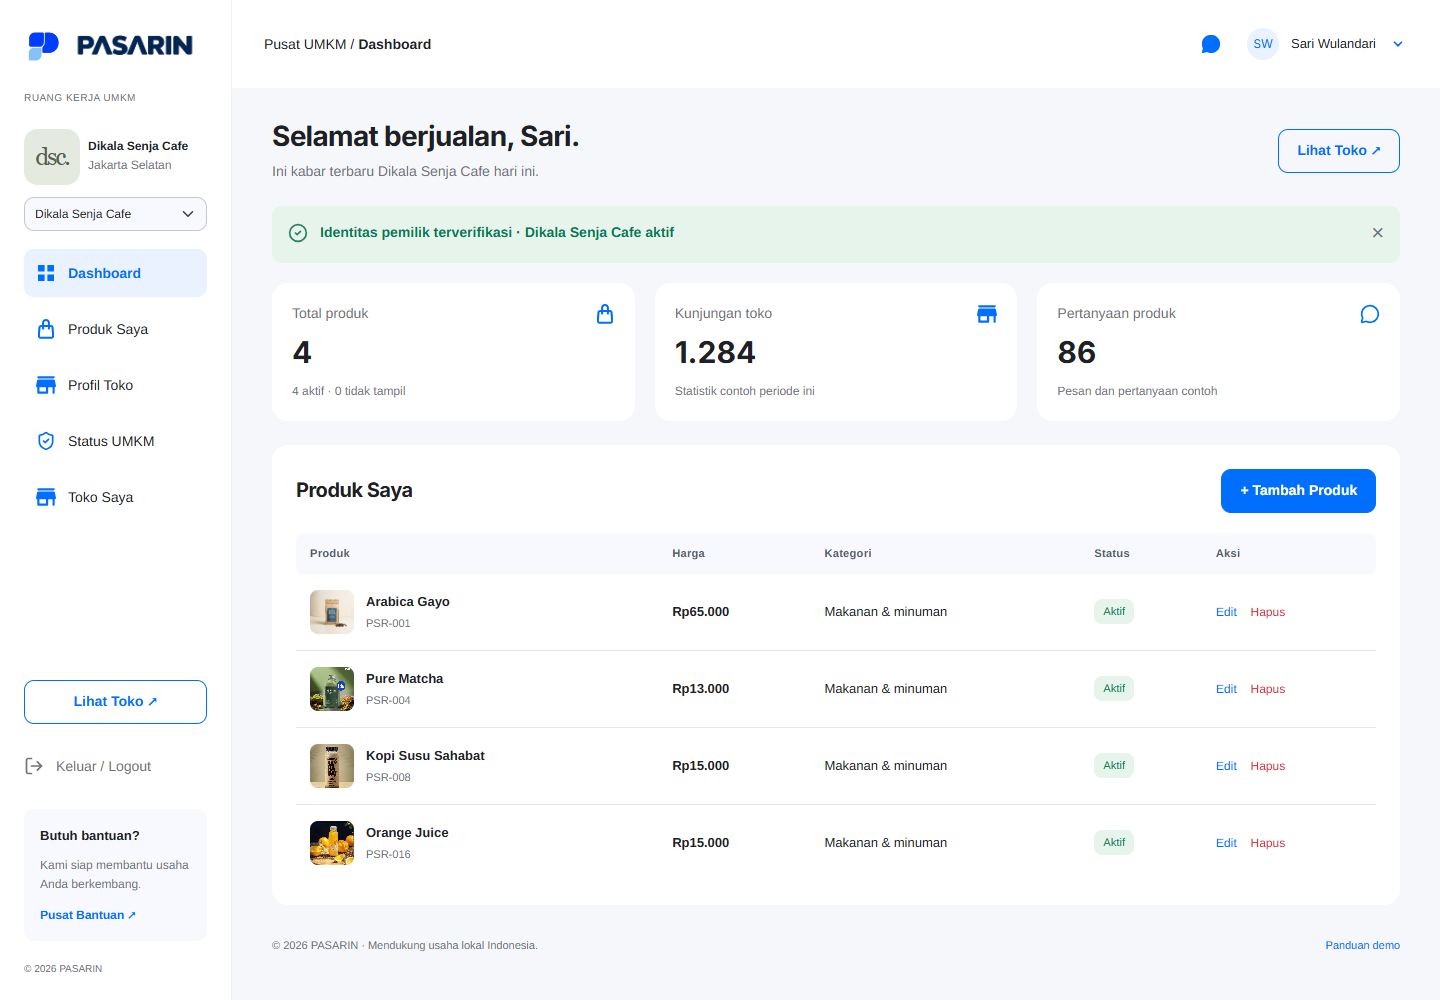 PASARIN
RUANG KERJA UMKM
dsc.
Dikala Senja Cafe
Jakarta Selatan
Dikala Senja Cafe
Dashboard
Produk Saya
Profil Toko
Status UMKM
Toko Saya
Lihat Toko ↗
Keluar / Logout
Butuh bantuan?
Kami siap membantu usaha
Anda berkembang.
Pusat Bantuan ↗
© 2026 PASARIN
Pusat UMKM / Dashboard
SW Sari Wulandari
Selamat berjualan, Sari.
Ini kabar terbaru Dikala Senja Cafe hari ini.
Lihat Toko ↗
Identitas pemilik terverifikasi · Dikala Senja Cafe aktif ×
Total produk
4
4 aktif · 0 tidak tampil
Kunjungan toko
1.284
Statistik contoh periode ini
Pertanyaan produk
86
Pesan dan pertanyaan contoh
Produk Saya
+ Tambah Produk
Produk Harga Kategori Status Aksi
Arabica Gayo
PSR-001
Rp65.000 Makanan & minuman Aktif Edit Hapus
Pure Matcha
PSR-004
Rp13.000 Makanan & minuman Aktif Edit Hapus
Kopi Susu Sahabat
PSR-008
Rp15.000 Makanan & minuman Aktif Edit Hapus
Orange Juice
PSR-016
Rp15.000 Makanan & minuman Aktif Edit Hapus
© 2026 PASARIN · Mendukung usaha lokal Indonesia.
Panduan demo